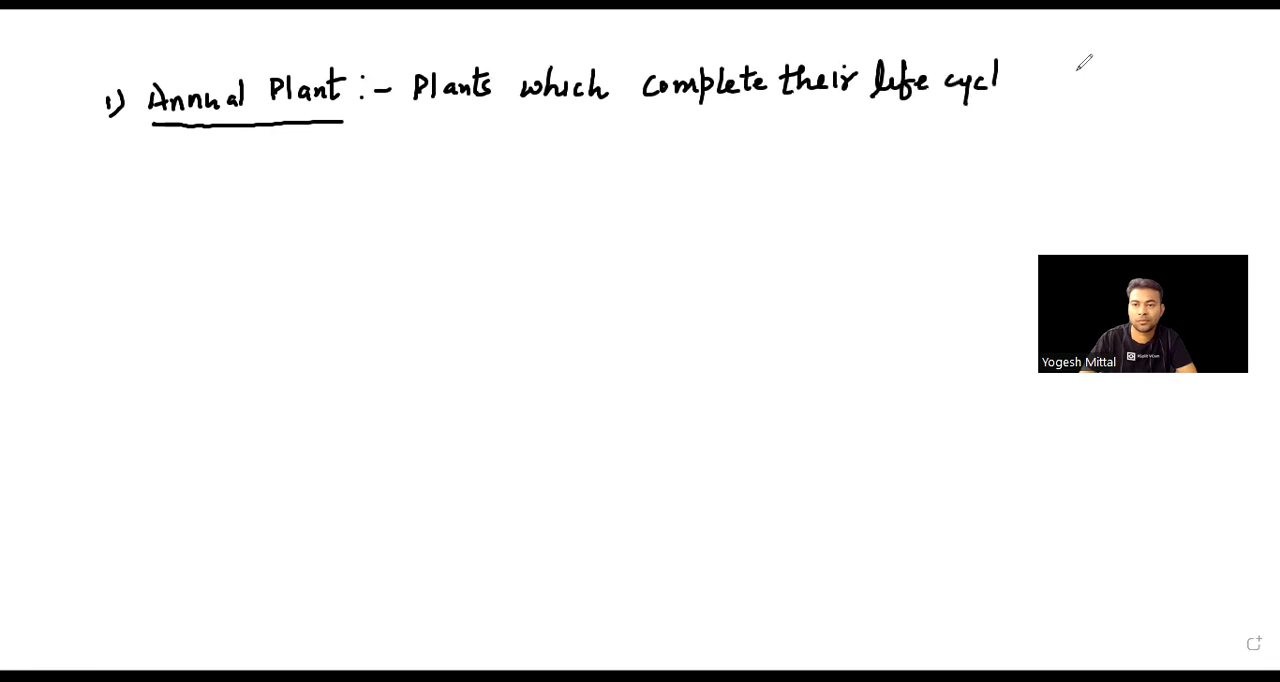 1) Annual Plant :- Plants which complete their life cycl
Yogesh Mittal